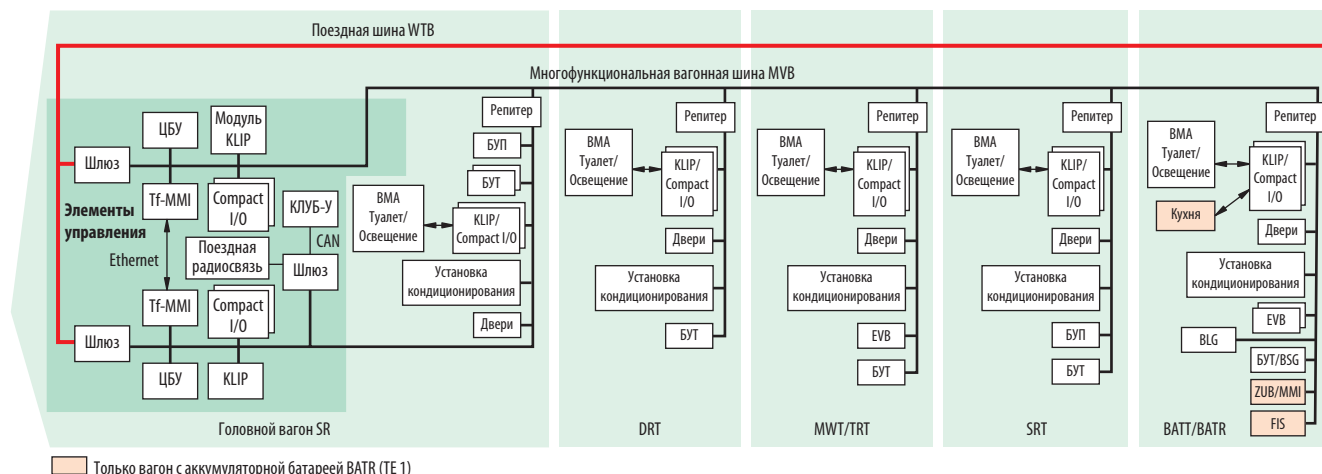 Поездная шина WTB
Многофункциональная вагонная шина MVB
ЦБУ
Модуль
KLIP
Шлюз
Tf-MMI
Compact
I/O
КЛУБ-У
Элементы
управления
CAN
Ethernet
Поездная
радиосвязь
Шлюз
Tf-MMI
Compact
I/O
Шлюз
ЦБУ
KLIP
Репитер
БУП
БУТ
ВМА
Туалет/
Освещение
KLIP/
Compact I/O
Установка
кондиционирования
Двери
Головной вагон SR
Репитер
ВМА
Туалет/
Освещение
KLIP/
Compact
I/O
Двери
Установка
кондиционирования
БУТ
DRT
Репитер
ВМА
Туалет/
Освещение
KLIP/
Compact
I/O
Двери
Установка
кондиционирования
EVB
БУТ
MWT/TRT
Репитер
ВМА
Туалет/
Освещение
KLIP/
Compact
I/O
Двери
Установка
кондиционирования
БУП
БУТ
SRT
Репитер
ВМА
Туалет/
Освещение
KLIP/
Compact
I/O
Кухня
Двери
Установка
кондиционирования
EVB
BLG
БУТ/BSG
ZUB/MMI
FIS
BATT/BATR
Только вагон с аккумуляторной батареей BATR (TE 1)